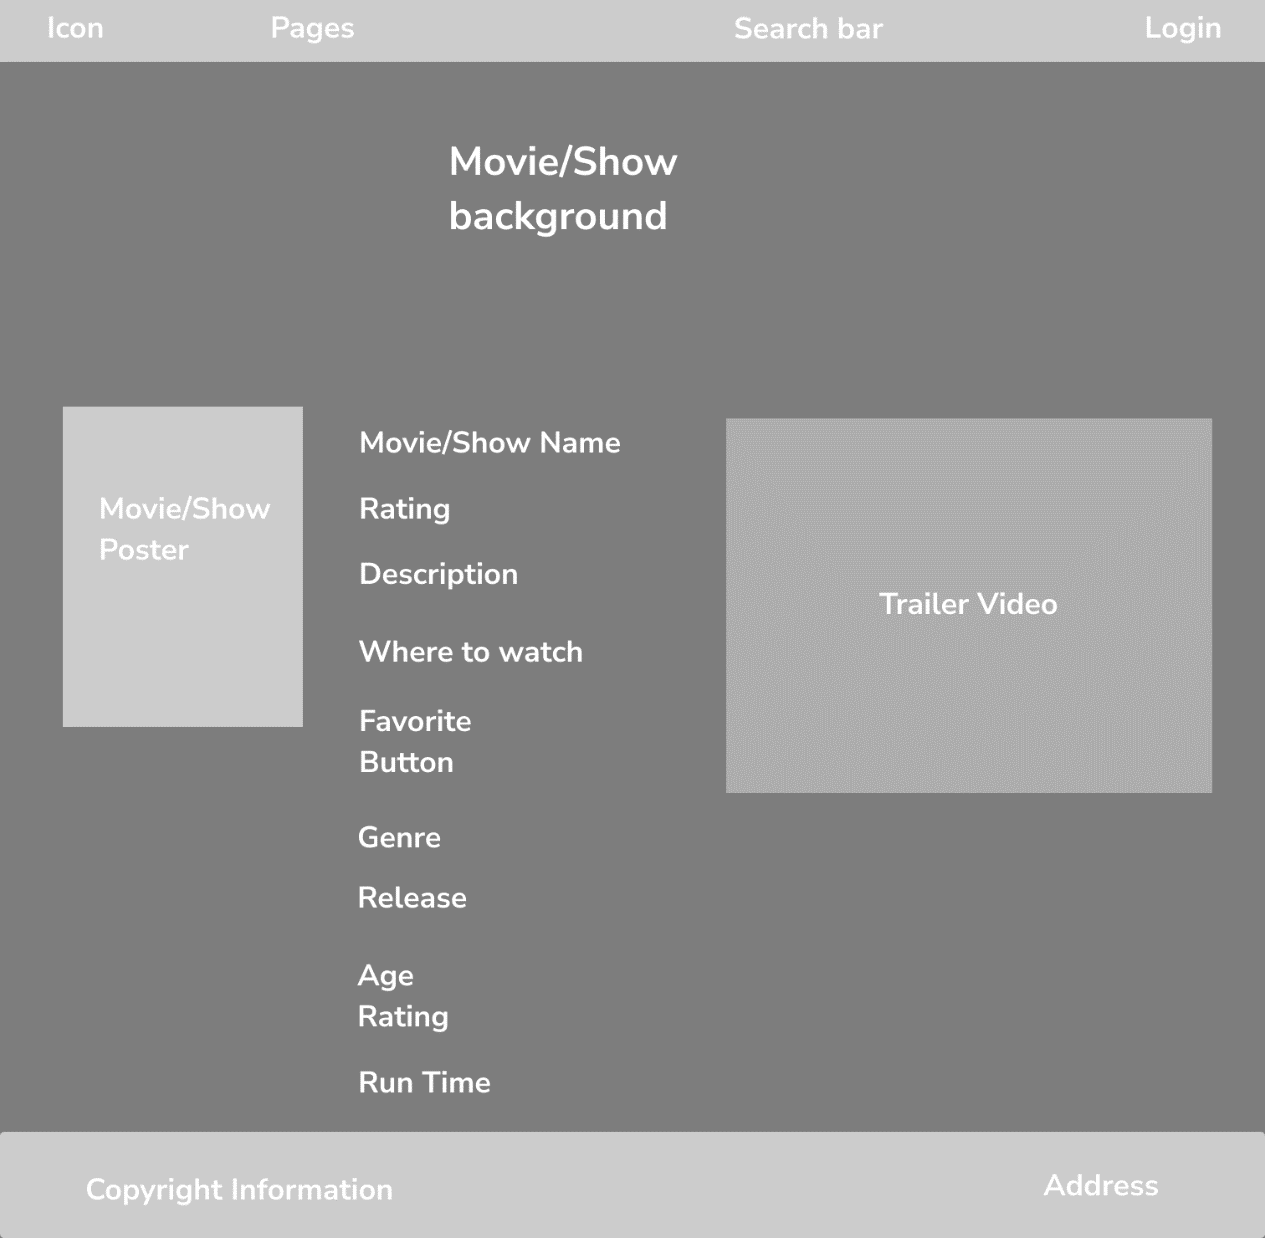 Icon
Pages
Search bar
Login
Movie/Show
background
Movie/Show
Poster
Movie/Show Name
Rating
Description
Where to watch
Favorite
Button
Genre
Release
Age
Rating
Run Time
Trailer Video
Copyright Information
Address